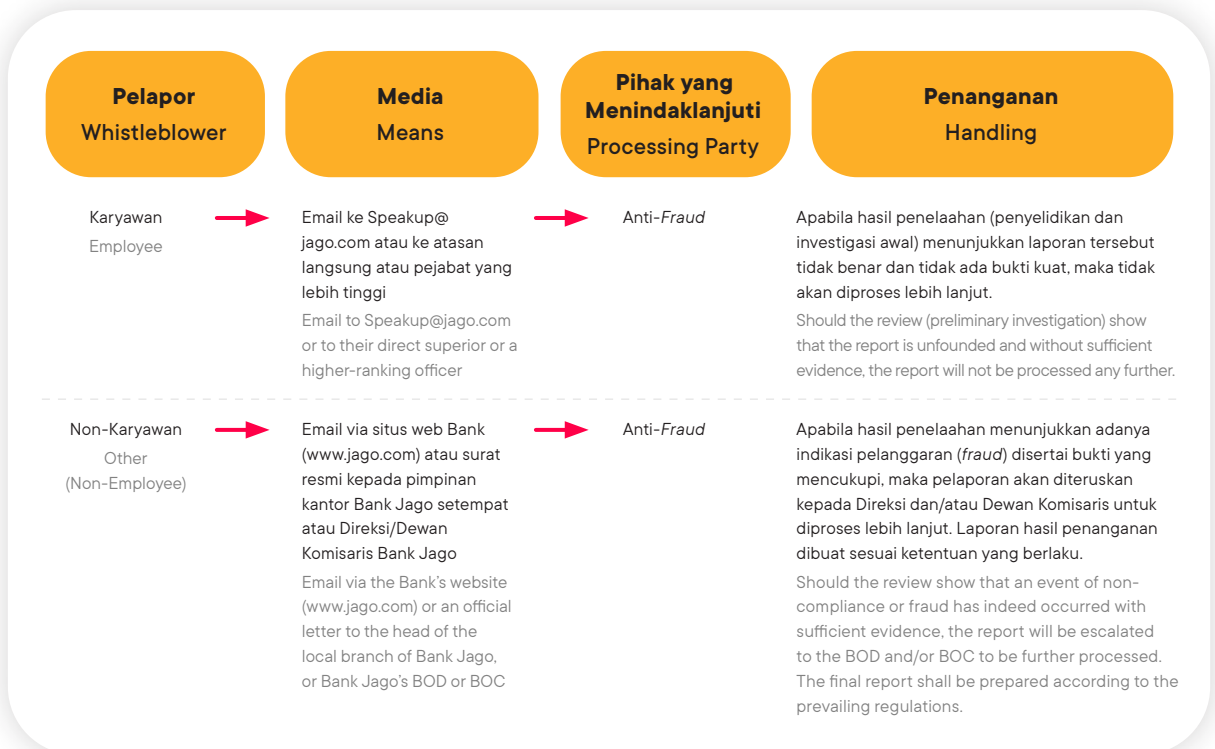 Pelapor
Whistleblower
Media
Means
Pihak yang
Menindaklanjuti
Processing Party
Penanganan
Handling
Karyawan
Employee
Email ke Speakup@
jago.com atau ke atasan
langsung atau pejabat yang
lebih tinggi
Email to Speakup@jago.com
or to their direct superior or a
higher-ranking officer
Anti-Fraud
Apabila hasil penelaahan (penyelidikan dan
investigasi awal) menunjukkan laporan tersebut
tidak benar dan tidak ada bukti kuat, maka tidak
akan diproses lebih lanjut.
Should the review (preliminary investigation) show
that the report is unfounded and without sufficient
evidence, the report will not be processed any further.
Non-Karyawan
Other
(Non-Employee)
Email via situs web Bank
(www.jago.com) atau surat
resmi kepada pimpinan
kantor Bank Jago setempat
atau Direksi/Dewan
Komisaris Bank Jago
Email via the Bank's website
(www.jago.com) or an official
letter to the head of the
local branch of Bank Jago,
or Bank Jago's BOD or BOC
Anti-Fraud
Apabila hasil penelaahan menunjukkan adanya
indikasi pelanggaran (fraud) disertai bukti yang
mencukupi, maka pelaporan akan diteruskan
kepada Direksi dan/atau Dewan Komisaris untuk
diproses lebih lanjut. Laporan hasil penanganan
dibuat sesuai ketentuan yang berlaku.
Should the review show that an event of non-
compliance or fraud has indeed occurred with
sufficient evidence, the report will be escalated
to the BOD and/or BOC to be further processed.
The final report shall be prepared according to the
prevailing regulations.